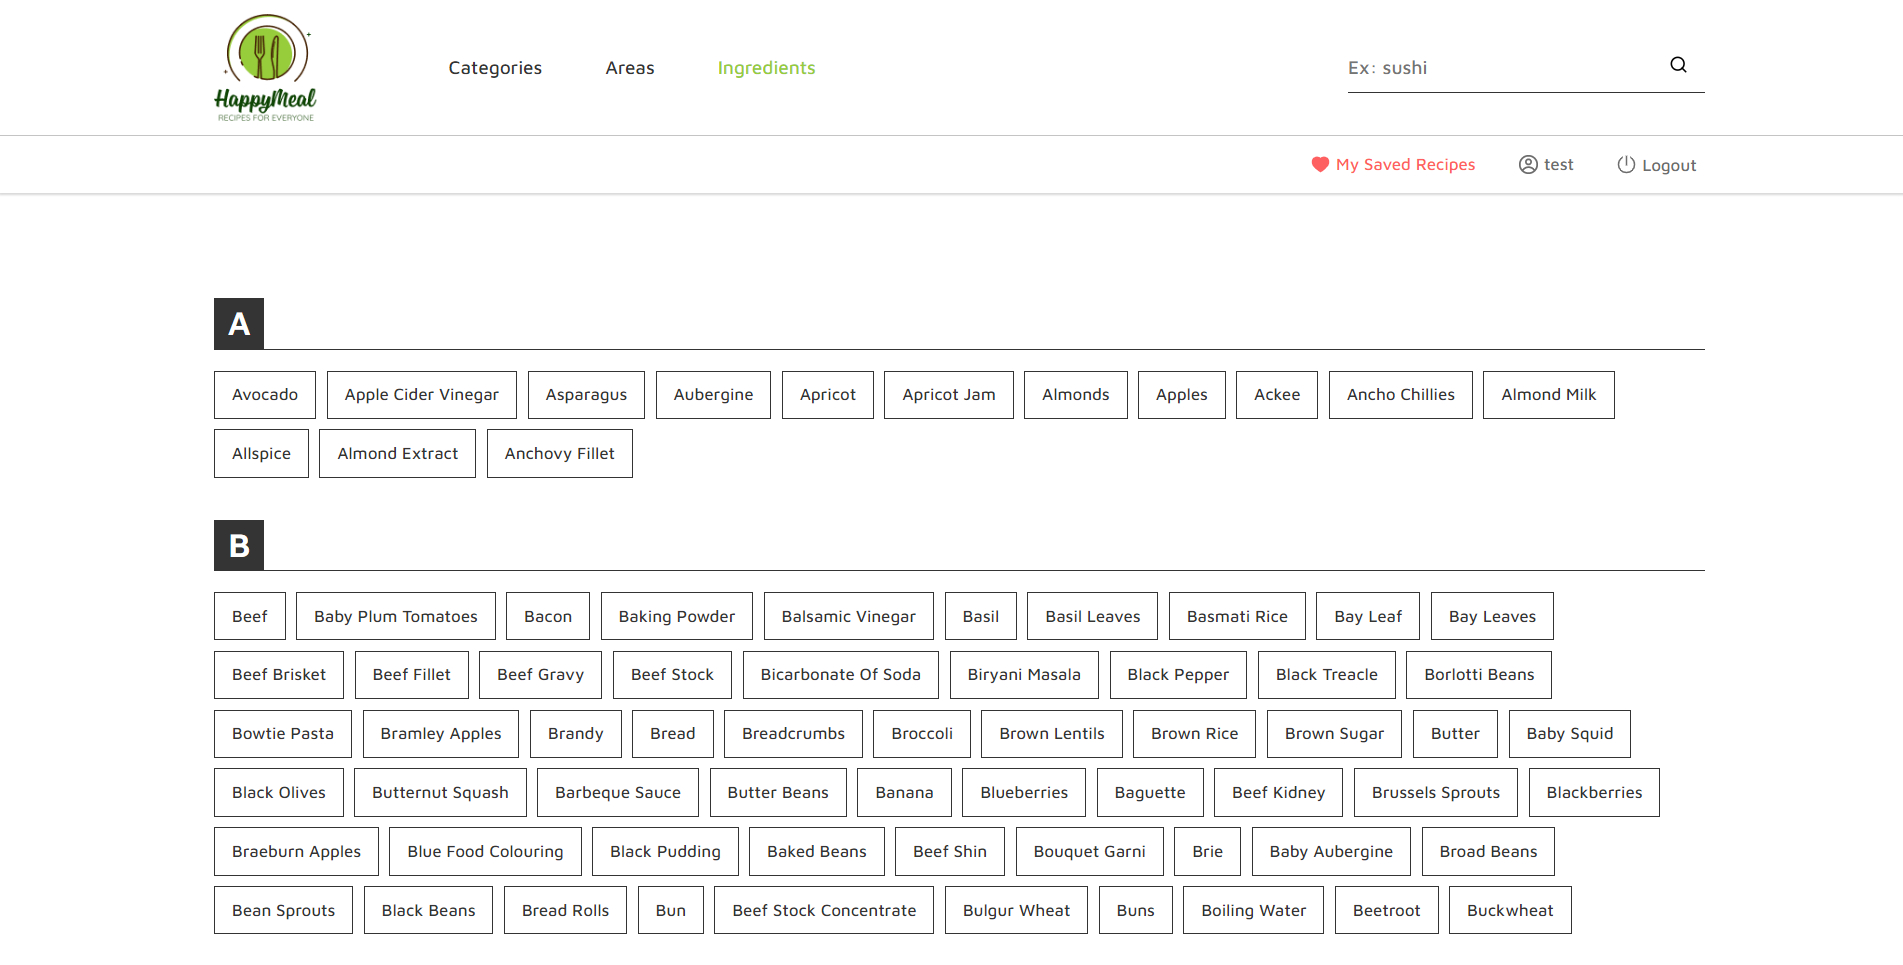 HappyMeal
RECIPES FOR EVERYONE
Categories Areas Ingredients
Ex: sushi
My Saved Recipes test Logout
A
Avocado Apple Cider Vinegar Asparagus Aubergine Apricot Apricot Jam Almonds Apples Ackee Ancho Chillies Almond Milk
Allspice Almond Extract Anchovy Fillet
B
Beef Baby Plum Tomatoes Bacon Baking Powder Balsamic Vinegar Basil Basil Leaves Basmati Rice Bay Leaf Bay Leaves
Beef Brisket Beef Fillet Beef Gravy Beef Stock Bicarbonate Of Soda Biryani Masala Black Pepper Black Treacle Borlotti Beans
Bowtie Pasta Bramley Apples Brandy Bread Breadcrumbs Broccoli Brown Lentils Brown Rice Brown Sugar Butter Baby Squid
Black Olives Butternut Squash Barbeque Sauce Butter Beans Banana Blueberries Baguette Beef Kidney Brussels Sprouts Blackberries
Braeburn Apples Blue Food Colouring Black Pudding Baked Beans Beef Shin Bouquet Garni Brie Baby Aubergine Broad Beans
Bean Sprouts Black Beans Bread Rolls Bun Beef Stock Concentrate Bulgur Wheat Buns Boiling Water Beetroot Buckwheat